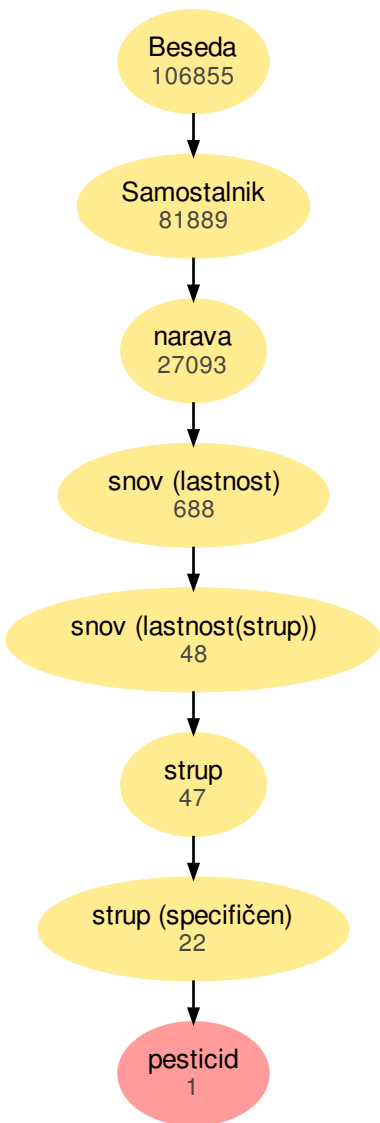 Beseda
106855
Samostalnik
81889
narava
27093
snov (lastnost)
688
snov (lastnost(strup))
48
strup
47
strup (specifičen)
22
pesticid
1